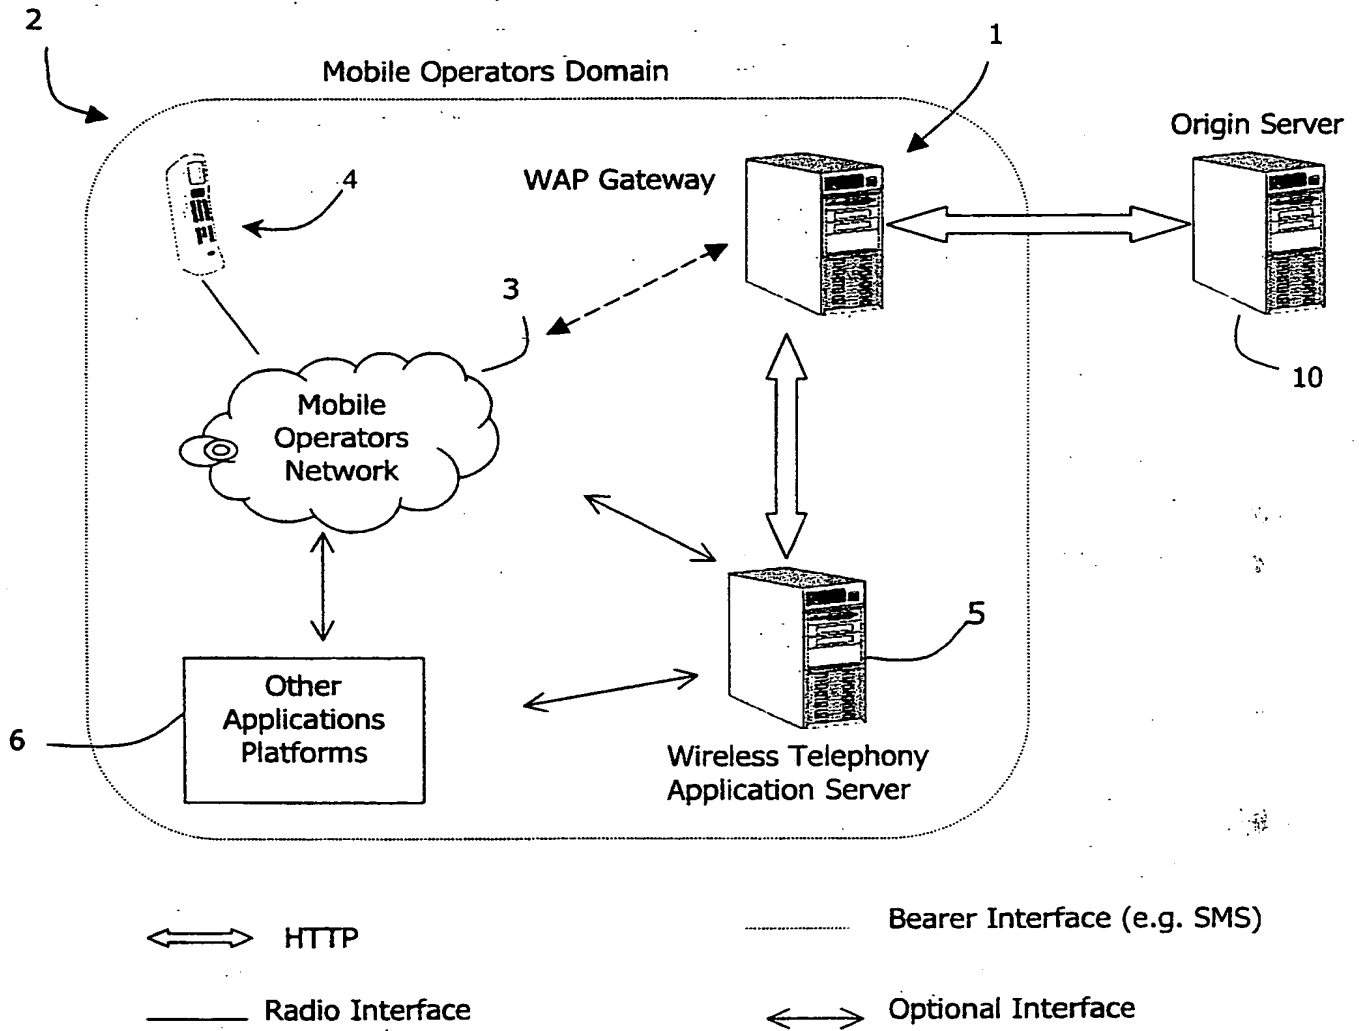 2
1
Mobile Operators Domain
Origin Server
WAP Gateway
4
3
10
Mobile
Operators
Network
5
Other
Applications
Platforms
6
Wireless Telephony
Application Server
Bearer Interface (e.g. SMS)
HTTP
Radio Interface
Optional Interface